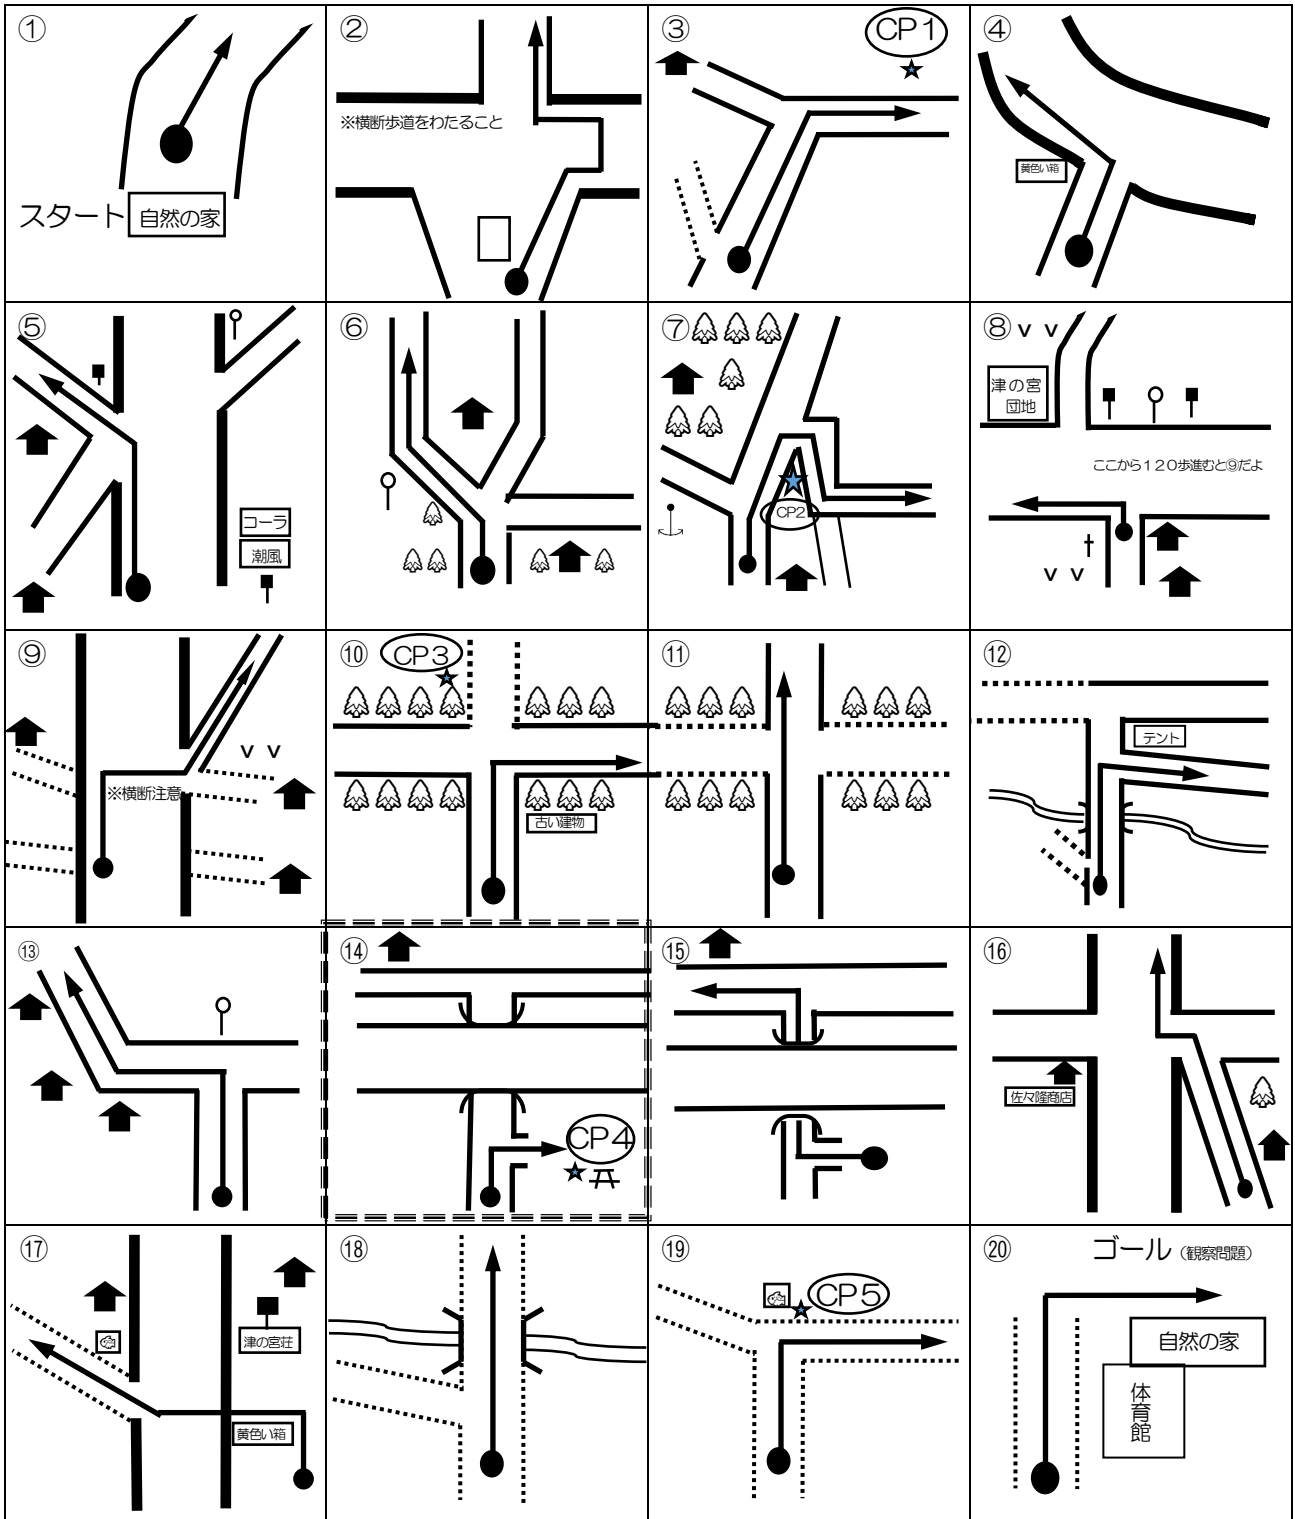 ①
スタート
自然の家
②
※横断歩道をわたること
③
CP1
④
黄色い箱
⑤
コーラ
潮風
⑥
⑦
CP2
⑧
v v
津の宮
団地
ここから120歩進むと⑨だよ
v v
⑨
v v
※横断注意
⑩
CP3
古い建物
⑪
⑫
テント
⑬
⑭
CP4
⑮
⑯
佐々隆商店
⑰
津の宮荘
黄色い箱
⑱
⑲
CP5
⑳
ゴール(観察問題)
自然の家
体育館